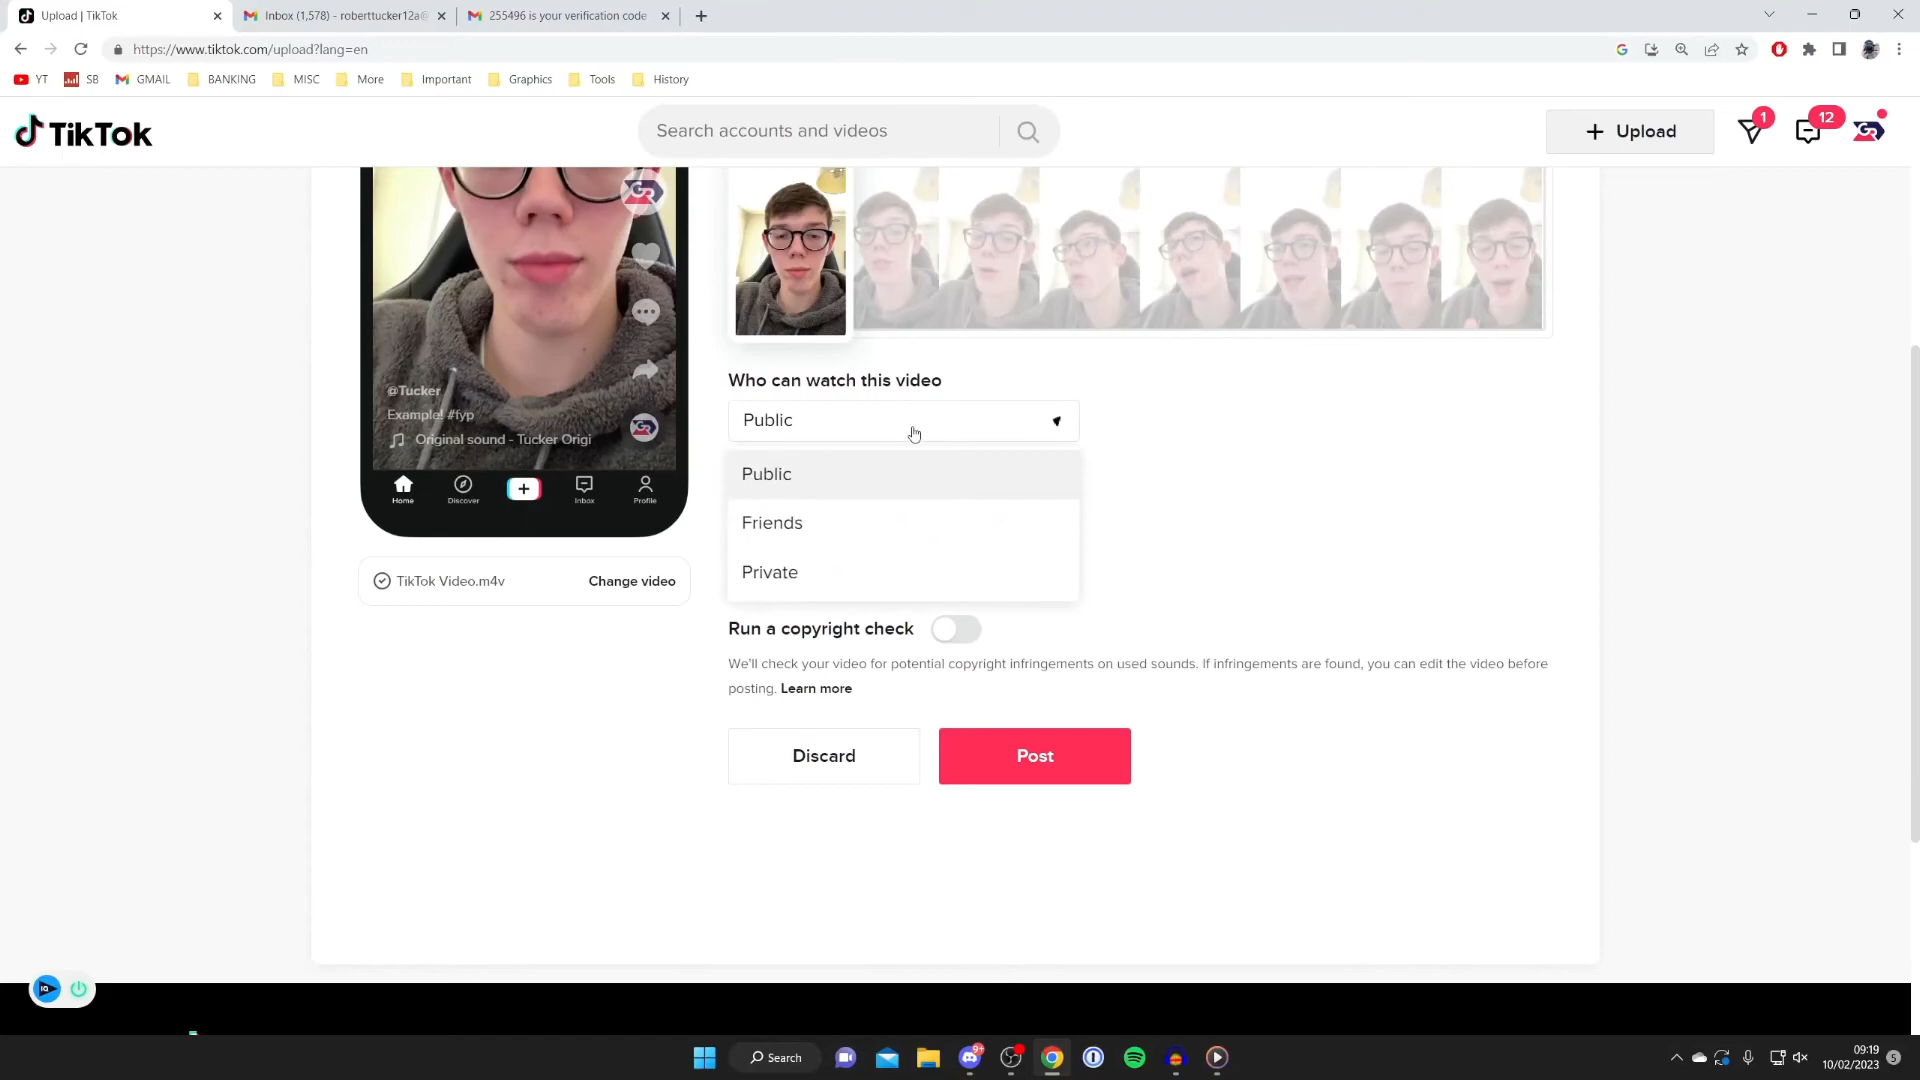 Upload | TikTok
Inbox (1,578) - roberttucker12a@
255496 is your verification code
https://www.tiktok.com/upload?lang=en
YT
SB
GMAIL
BANKING
MISC
More
Important
Graphics
Tools
History
TikTok
Search accounts and videos
+ Upload
1
12
@Tucker
Example! #fyp
Original sound - Tucker Origi
Home
Discover
Inbox
Profile
TikTok Video.m4v
Change video
Who can watch this video
Public
Public
Friends
Private
Run a copyright check
We'll check your video for potential copyright infringements on used sounds. If infringements are found, you can edit the video before
posting. Learn more
Discard
Post
Search
9+
09:19
10/02/2023
5